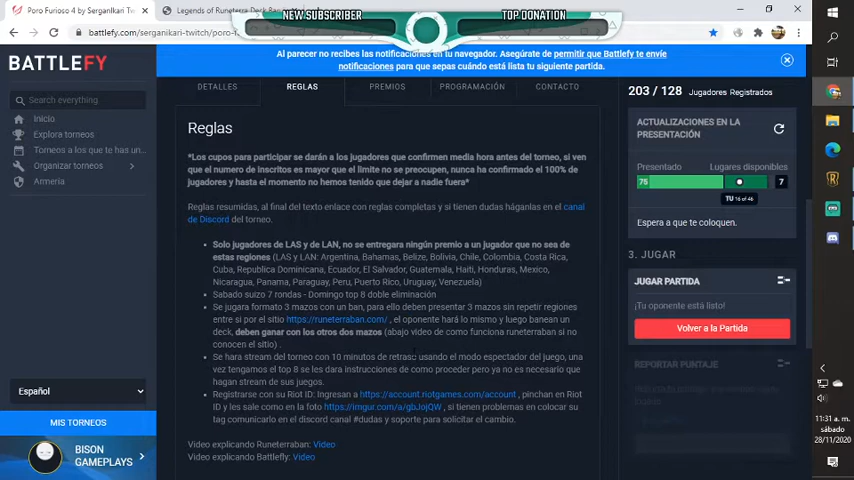 NEW SUBSCRIBER
TOP DONATION
Poro Furioso 4 by SerganiIkari Tw
Legends of Runeterra Deck
battlefy.com/serganikari-twitch/poro-f
BATTLEFY
Search everything
Inicio
Explora torneos
Torneos a los que te has un...
Organizar torneos
Armeria
Español
MIS TORNEOS
BISON
GAMEPLAYS
Al parecer no recibes las notificaciones en tu navegador. Asegúrate de permitir que Battlefy te envíe
notificaciones para que sepas cuándo está lista tu siguiente partida.
DETALLES
REGLAS
PREMIOS
PROGRAMACIÓN
CONTACTO
Reglas
*Los cupos para participar se darán a los jugadores que confirmen media hora antes del torneo, si ven
que el numero de inscritos es mayor que el limite no se preocupen, nunca ha confirmado el 100% de
jugadores y hasta el momento no hemos tenido que dejar a nadie fuera*
Reglas resumidas, al final del texto enlace con reglas completas y si tienen dudas háganlas en el canal
de Discord del torneo.
Solo jugadores de LAS y de LAN, no se entregara ningún premio a un jugador que no sea de
estas regiones (LAS y LAN: Argentina, Bahamas, Belize, Bolivia, Chile, Colombia, Costa Rica,
Cuba, Republica Dominicana, Ecuador, El Salvador, Guatemala, Haiti, Honduras, Mexico,
Nicaragua, Panama, Paraguay, Peru, Puerto Rico, Uruguay, Venezuela)
Sabado suizo 7 rondas - Domingo top 8 doble eliminación
Se jugara formato 3 mazos con un ban, para ello deben presentar 3 mazos sin repetir regiones
entre si por el sitio https://runeterraban.com/ , el oponente hará lo mismo y luego banean un
deck, deben ganar con los otros dos mazos (abajo video de como funciona runeterraban si no
conocen el sitio) .
Se hara stream del torneo con 10 minutos de retraso usando el modo espectador del juego, una
vez tengamos el top 8 se les dara instrucciones de como proceder pero ya no es necesario que
hagan stream de sus juegos.
Registrarse con su Riot ID: Ingresan a https://account.riotgames.com/account , pinchan en Riot
ID y les sale como en la foto https://imgur.com/a/gbJojQW , si tienen problemas en colocar su
tag comunicarlo en el discord canal #dudas y soporte para solicitar el cambio.
Video explicando Runeterraban: Video
Video explicando Battlefly: Video
203 / 128 Jugadores Registrados
ACTUALIZACIONES EN LA
PRESENTACIÓN
Presentado
Lugares disponibles
75
7
TU 16 of 46
Espera a que te coloquen.
3. JUGAR
JUGAR PARTIDA
¡Tu oponente está listo!
Volver a la Partida
REPORTAR PUNTAJE
11:31 a. m.
sábado
28/11/2020